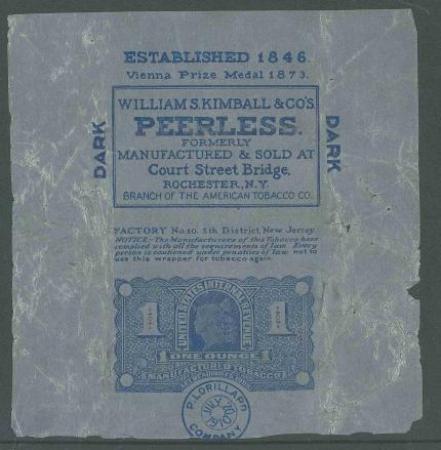 ESTABLISHED 1846.
Vienna Prize Medal 1873.
DARK
WILLIAM S. KIMBALL & CO'S
PEERLESS.
FORMERLY
MANUFACTURED & SOLD AT
Court Street Bridge,
ROCHESTER, N.Y.
BRANCH OF THE AMERICAN TOBACCO CO.
DARK
FACTORY No. 10. 5th District, New Jersey.
NOTICE.-The Manufacturers of this Tobacco have
complied with all the requirements of law. Every
person is cautioned under penalties of law not to
use this wrapper for tobacco again.
UNITED STATES INTERNAL REVENUE
1
1
ONE OUNCE
MANUFACTURED TOBACCO
P. LORILLARD
JULY 20
1910
COMPANY